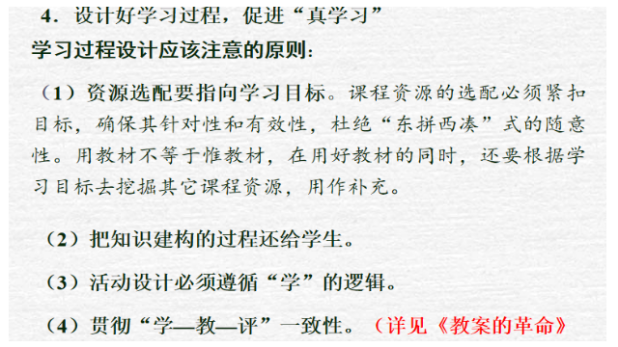 4．设计好学习过程，促进“真学习”
学习过程设计应该注意的原则：
（1）资源选配要指向学习目标。课程资源的选配必须紧扣
目标，确保其针对性和有效性，杜绝“东拼西凑”式的随意
性。用教材不等于惟教材，在用好教材的同时，还要根据学
习目标去挖掘其它课程资源，用作补充。
（2）把知识建构的过程还给学生。
（3）活动设计必须遵循“学”的逻辑。
（4）贯彻“学—教—评”一致性。（详见《教案的革命》